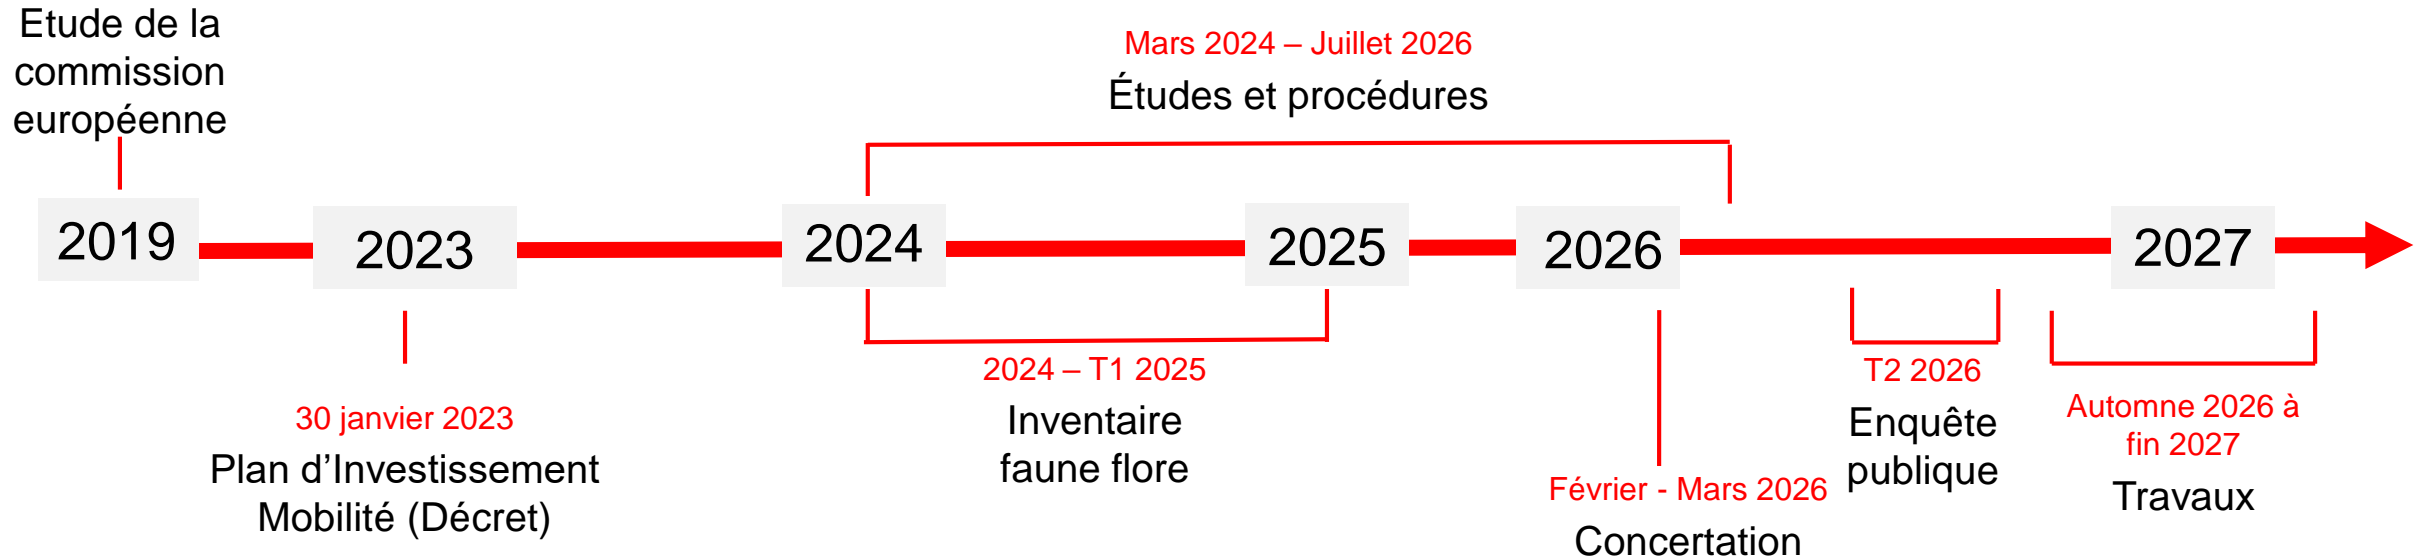 Etude de la
commission
européenne
Mars 2024 – Juillet 2026
Études et procédures
2019
2023
2024
2025
2026
2027
30 janvier 2023
Plan d’Investissement
Mobilité (Décret)
2024 – T1 2025
Inventaire
faune flore
Février - Mars 2026
Concertation
T2 2026
Enquête
publique
Automne 2026 à
fin 2027
Travaux